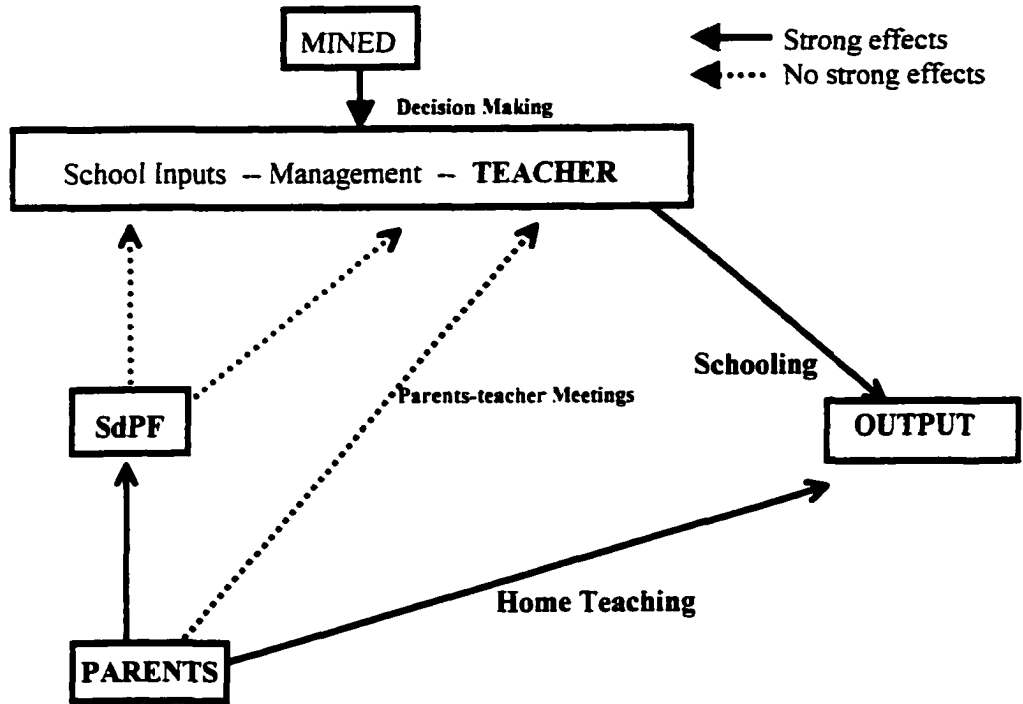 MINED
Strong effects
No strong effects
Decision Making
School Inputs – Management – TEACHER
Schooling
Parents-teacher Meetings
SdPF
OUTPUT
Home Teaching
PARENTS